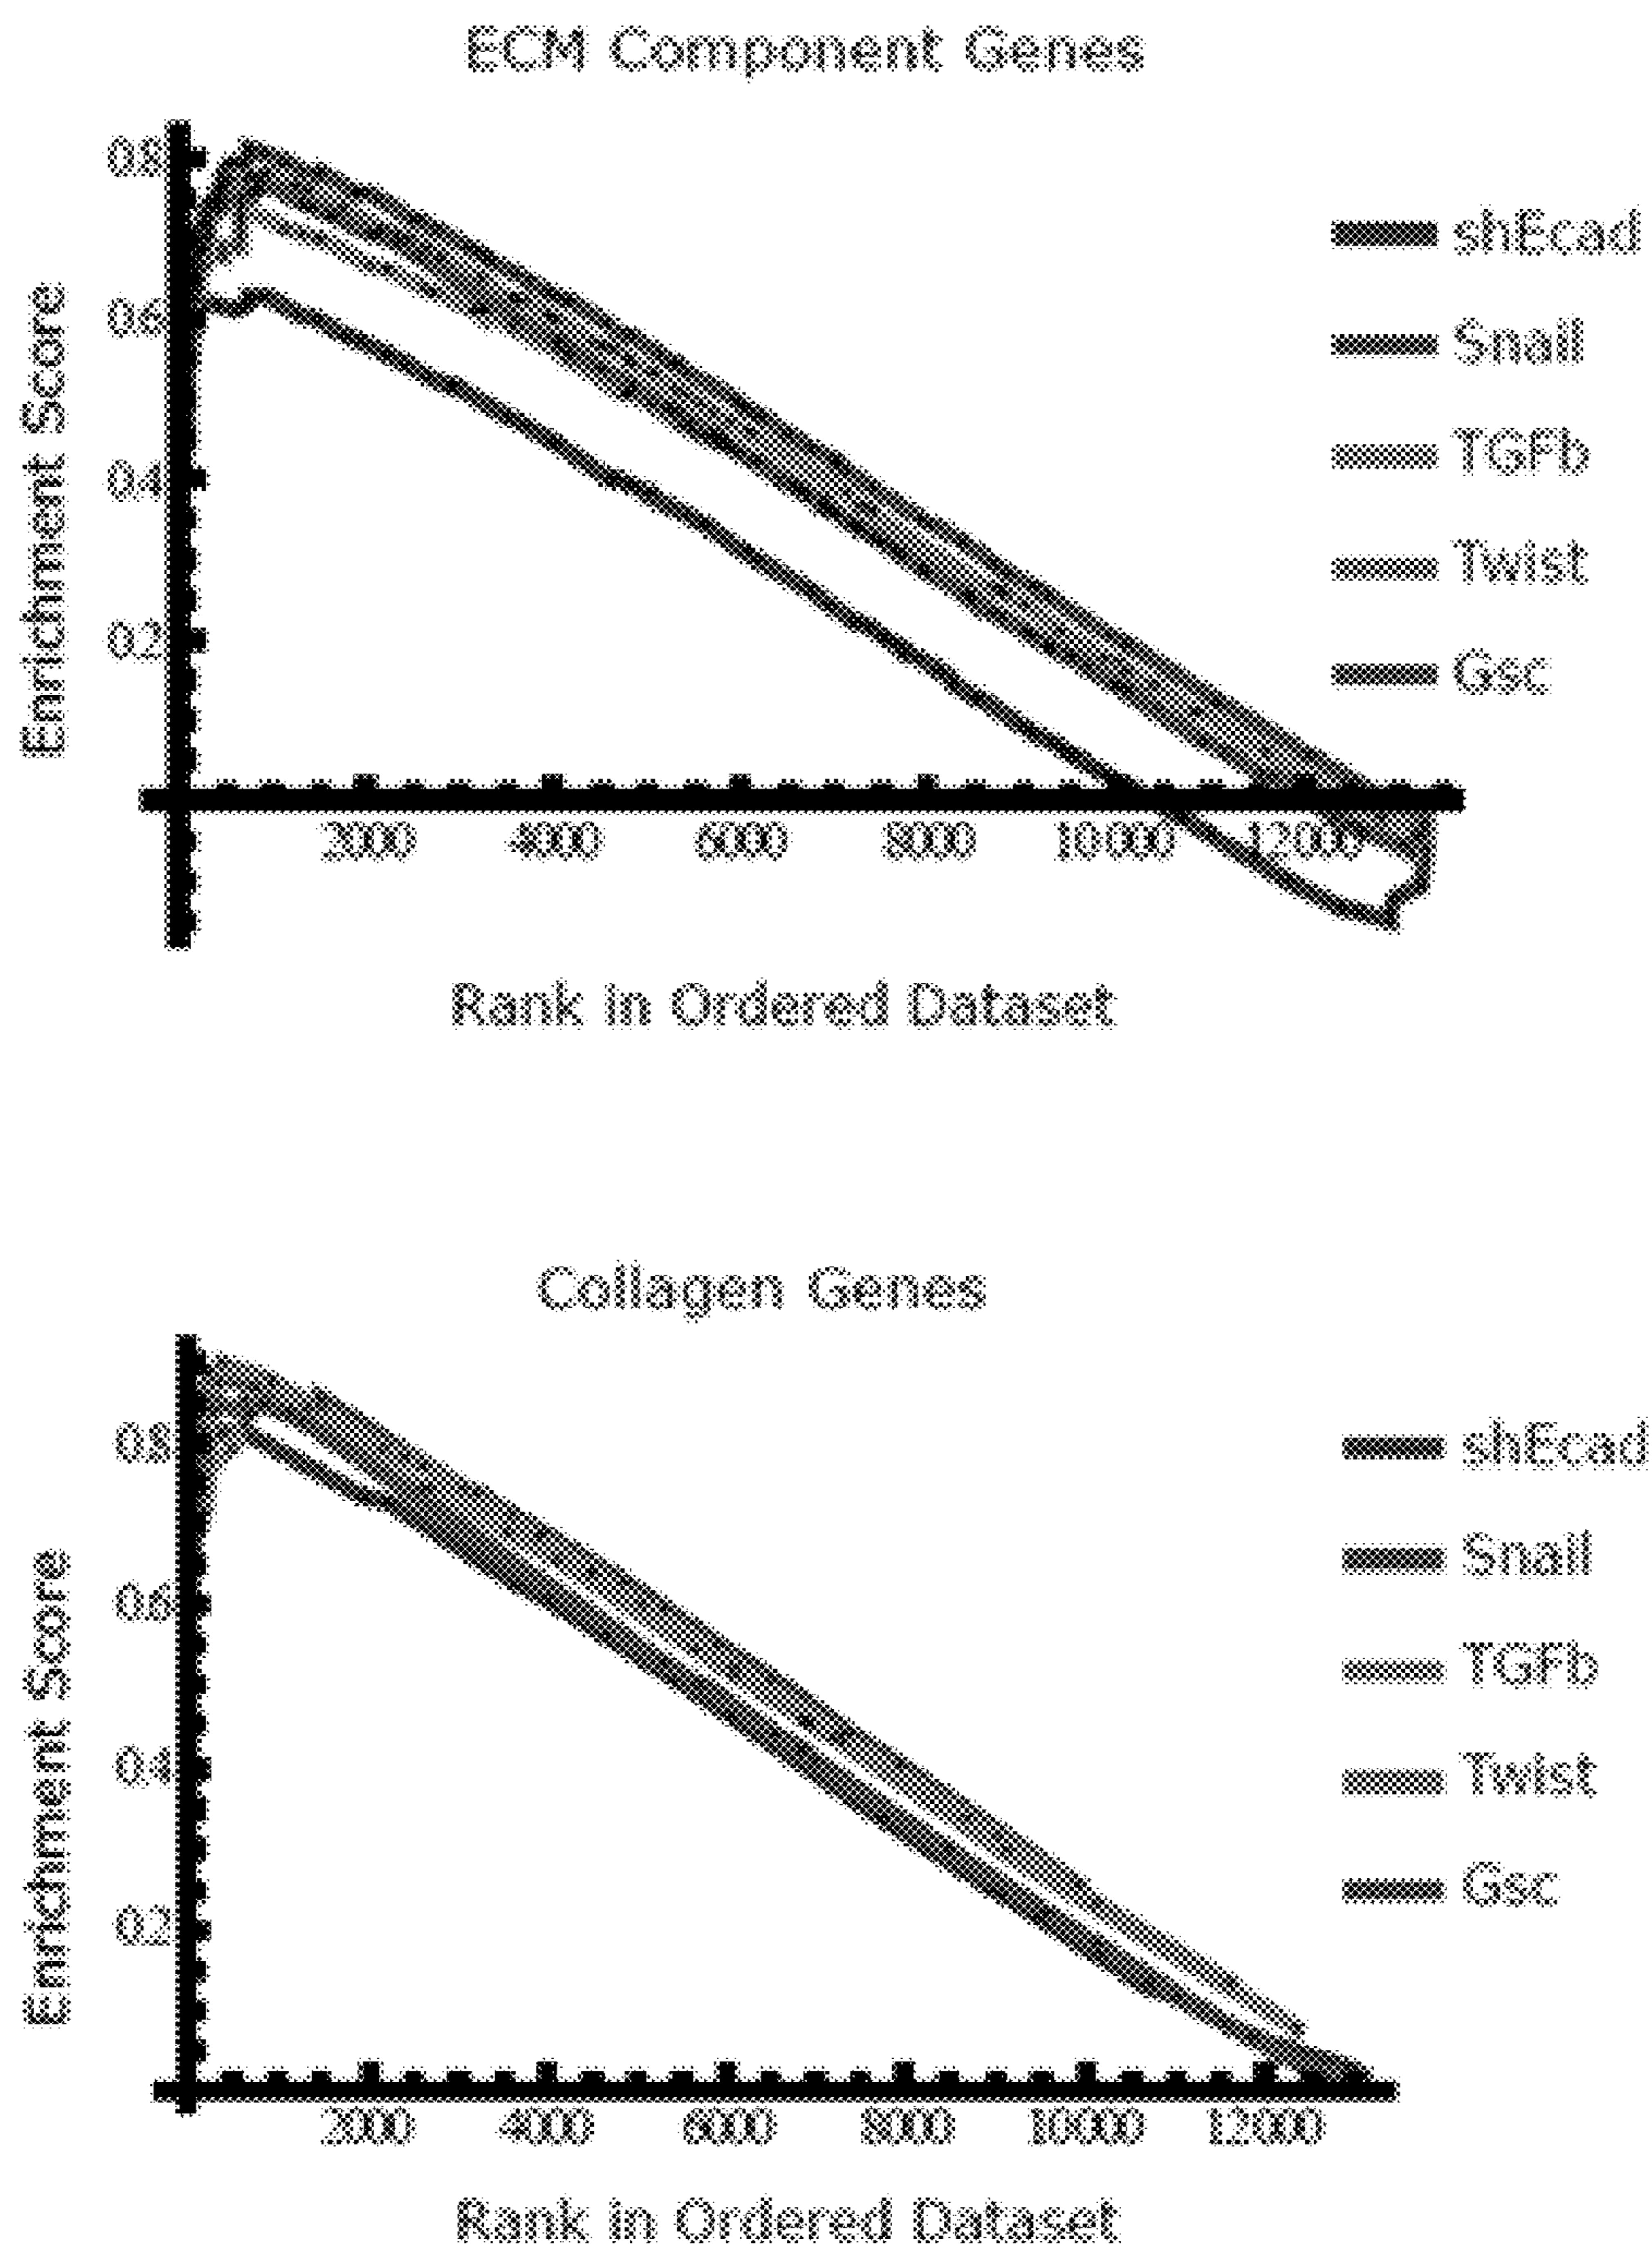 ECM Component Genes
0.8
0.6
0.4
0.2
Enrichment Score
2000 4000 6000 8000 10000 12000
Rank in Ordered Dataset
shEcad
Snail
TGFb
Twist
Gsc
Collagen Genes
0.8
0.6
0.4
0.2
Enrichment Score
2000 4000 6000 8000 10000 12000
Rank in Ordered Dataset
shEcad
Snail
TGFb
Twist
Gsc